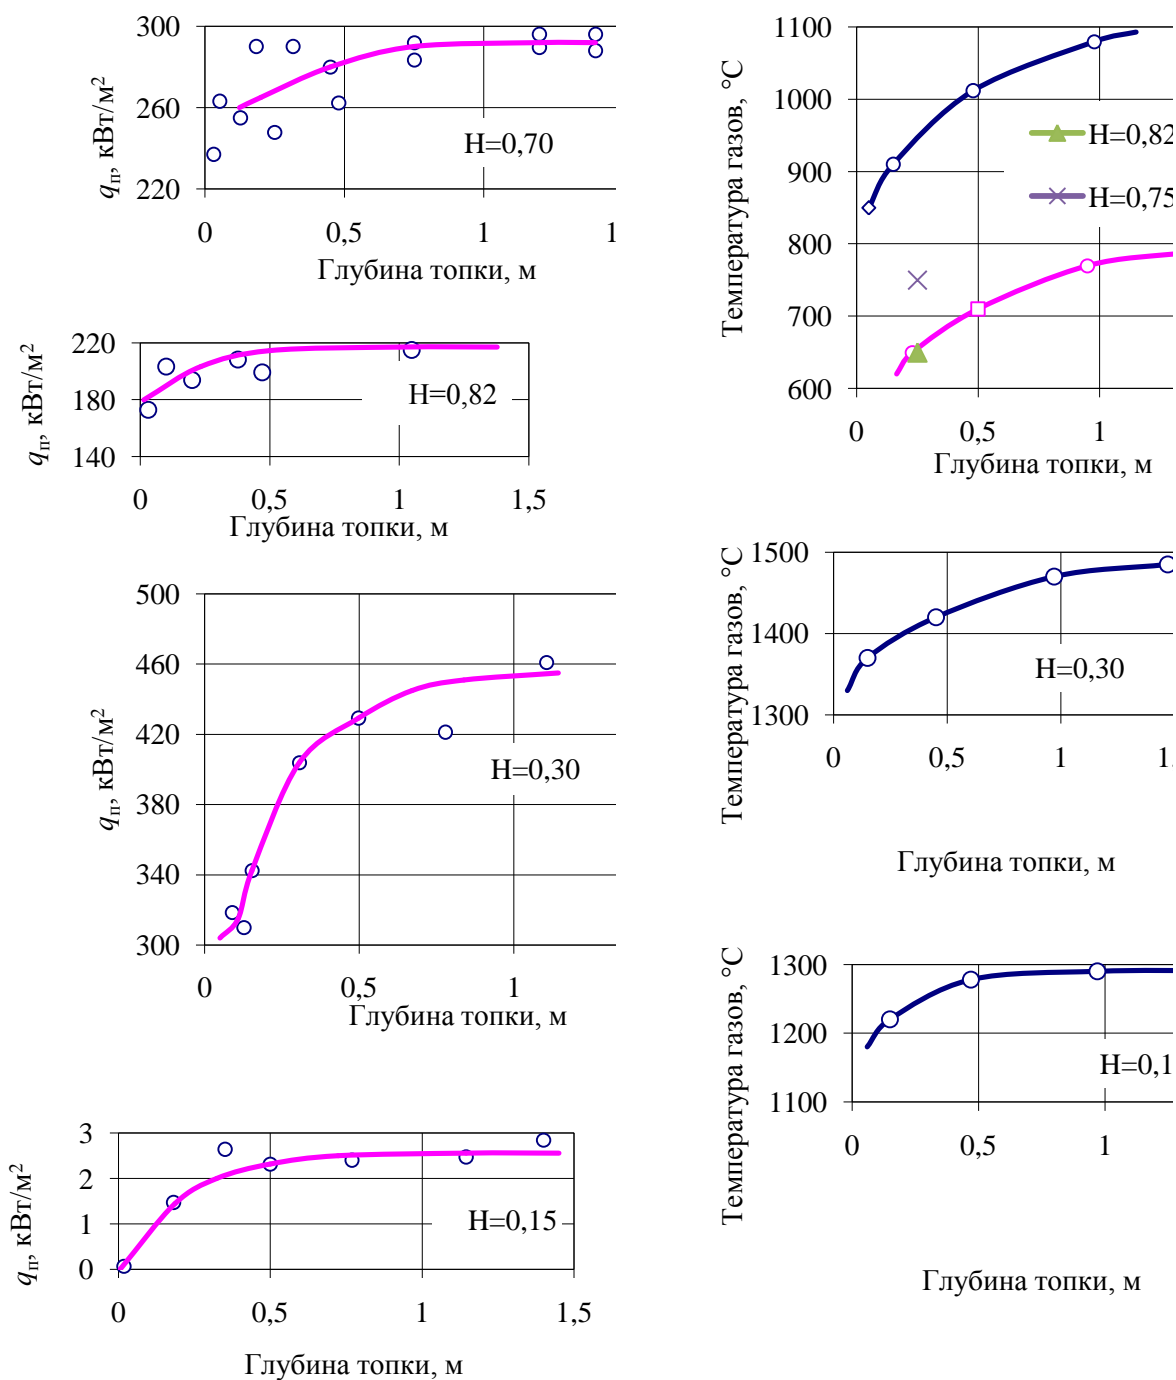 300
260
220
qп, кВт/м²
H=0,70
0 0,5 1 1
Глубина топки, м
220
180
140
qп, кВт/м²
H=0,82
0 0,5 1 1,5
Глубина топки, м
500
460
420
380
340
300
qп, кВт/м²
H=0,30
0 0,5 1
Глубина топки, м
3
2
1
0
qп, кВт/м²
H=0,15
0 0,5 1 1,5
Глубина топки, м
1100
1000
900
800
700
600
Температура газов, °C
H=0,82
H=0,75
0 0,5 1
Глубина топки, м
1500
1400
1300
Температура газов, °C
H=0,30
0 0,5 1 1,
Глубина топки, м
1300
1200
1100
Температура газов, °C
H=0,1
0 0,5 1
Глубина топки, м